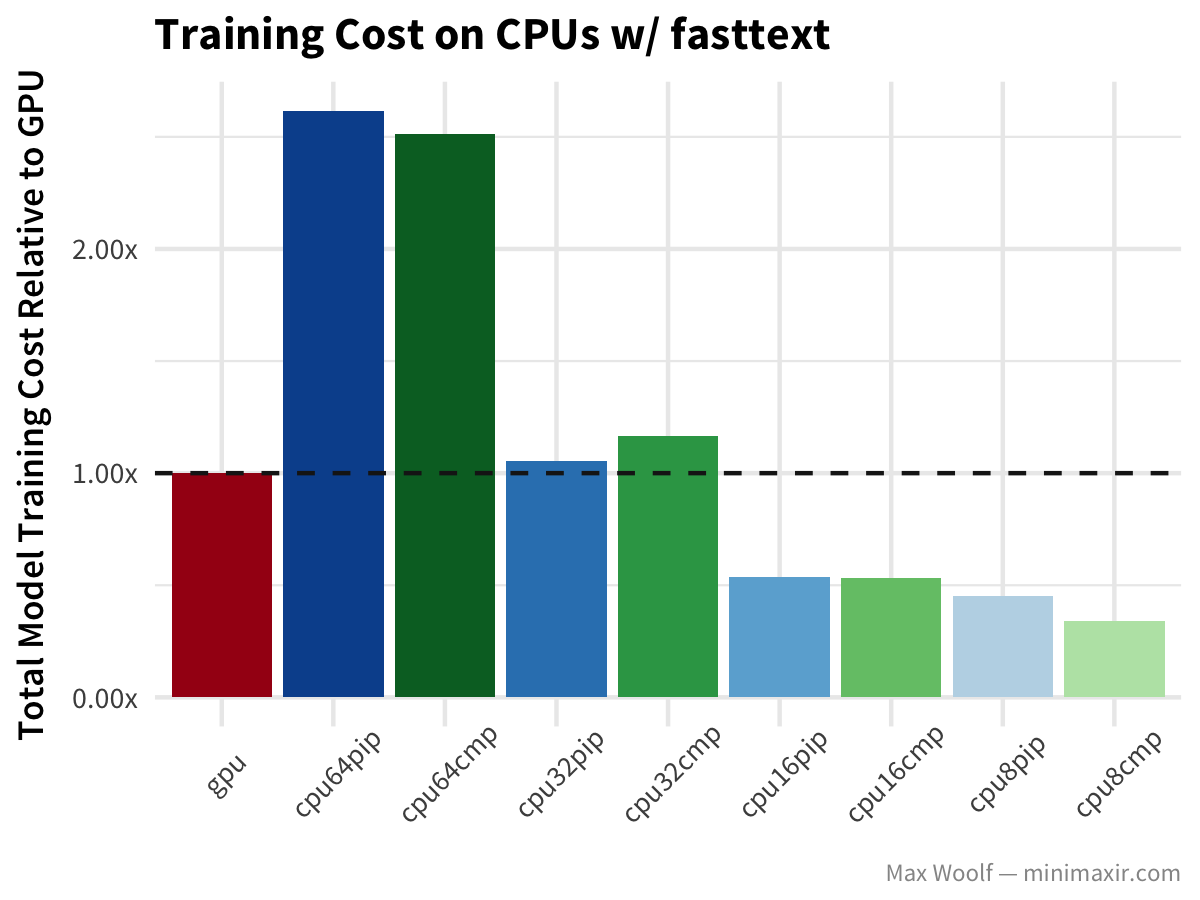 Training Cost on CPUs w/ fasttext
Total Model Training Cost Relative to GPU
2.00x
1.00x
0.00x
gpu
cpu64pip
cpu64cmp
cpu32pip
cpu32cmp
cpu16pip
cpu16cmp
cpu8pip
cpu8cmp
Max Woolf — minimaxir.com